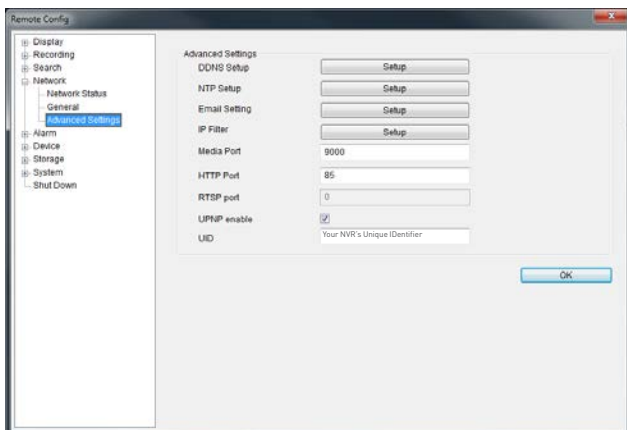 Remote Config
Display
Recording
Search
Network
Network Status
General
Advanced Settings
Alarm
Device
Storage
System
Shut Down
Advanced Settings
DDNS Setup Setup
NTP Setup Setup
Email Setting Setup
IP Filter Setup
Media Port 9000
HTTP Port 85
RTSP port 0
UPNP enable
UID Your NVR's Unique IDentifier
OK